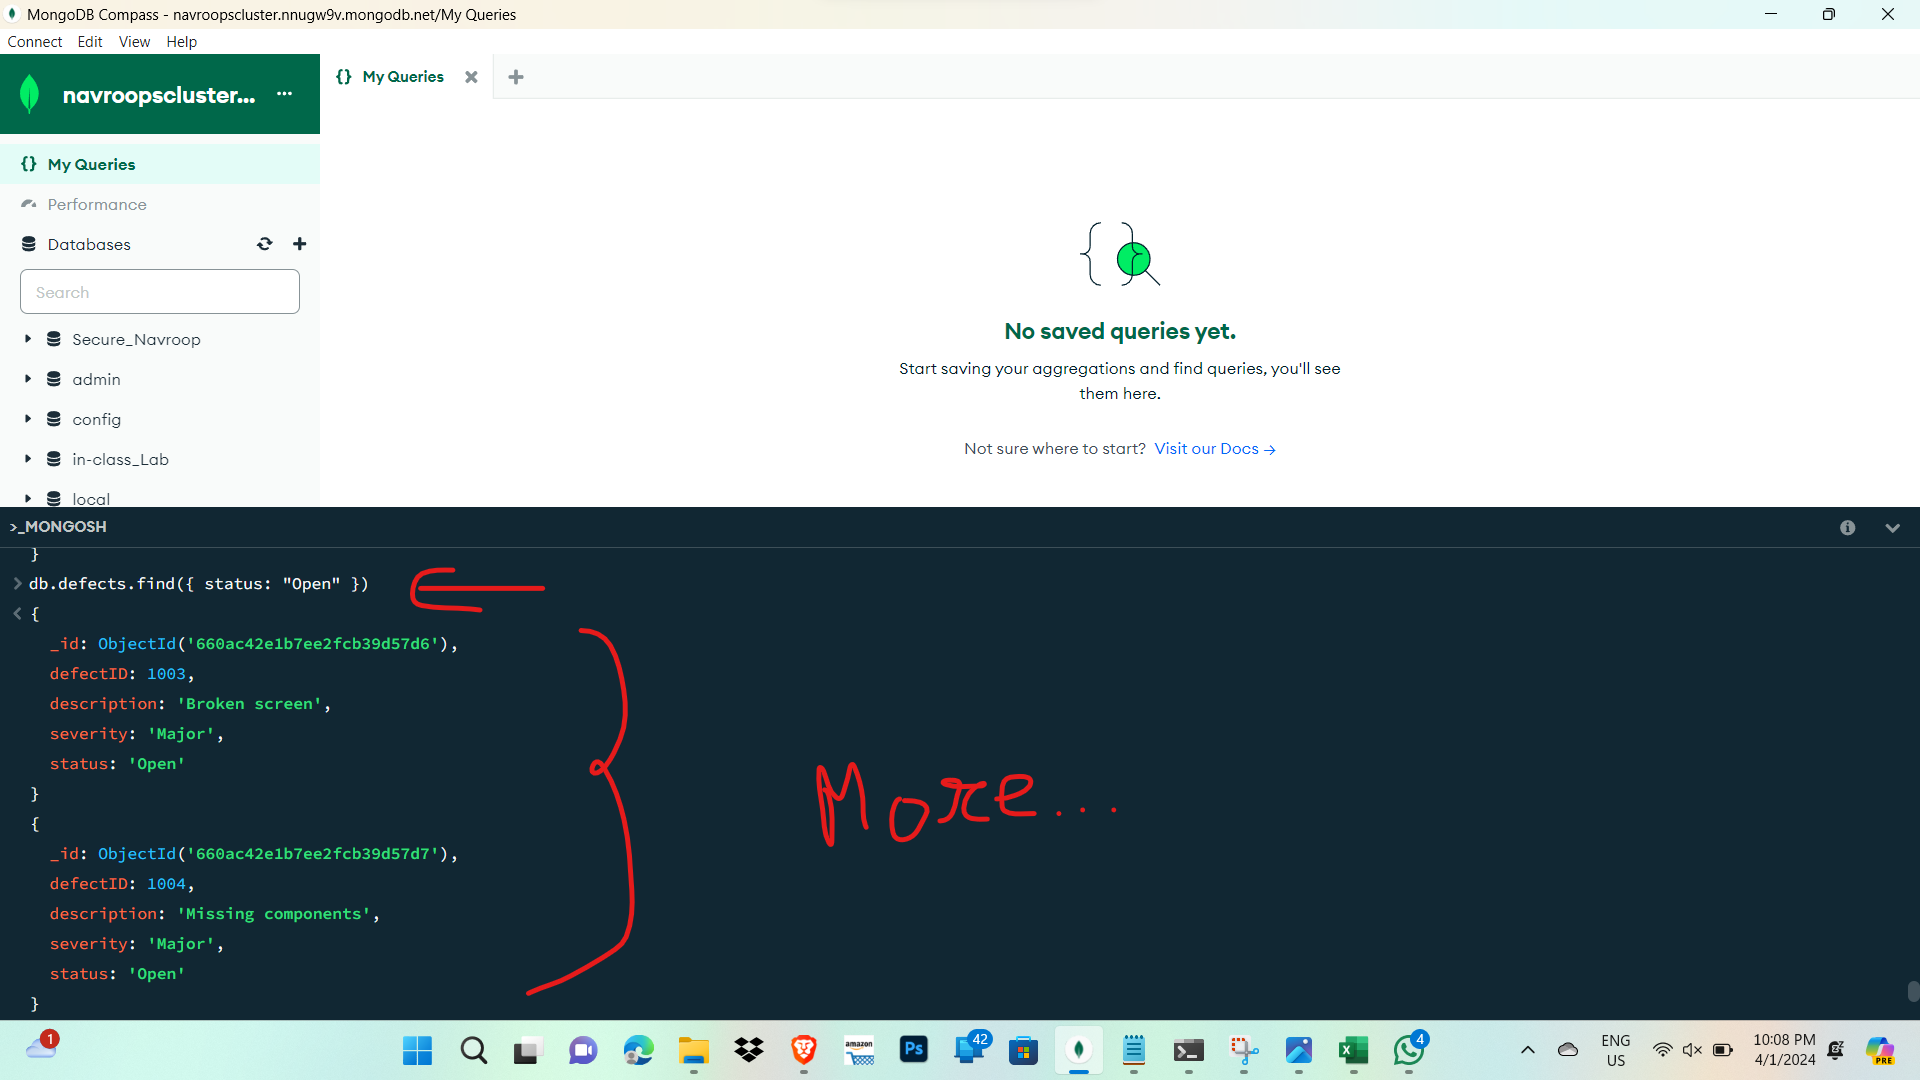 MongoDB Compass - navroopscluster.nnugw9v.mongodb.net/My Queries
Connect Edit View Help
navroopscluster... ...
{} My Queries
My Queries
Performance
Databases
Search
Secure_Navroop
admin
config
in-class_Lab
local
No saved queries yet.
Start saving your aggregations and find queries, you'll see
them here.
Not sure where to start? Visit our Docs →
>_MONGOSH
}
> db.defects.find({ status: "Open" })
< {
_id: ObjectId('660ac42e1b7ee2fcb39d57d6'),
defectID: 1003,
description: 'Broken screen',
severity: 'Major',
status: 'Open'
}
{
_id: ObjectId('660ac42e1b7ee2fcb39d57d7'),
defectID: 1004,
description: 'Missing components',
severity: 'Major',
status: 'Open'
}
More...
1
amazon
Ps
42
4
ENG
US
10:08 PM
4/1/2024
PRE